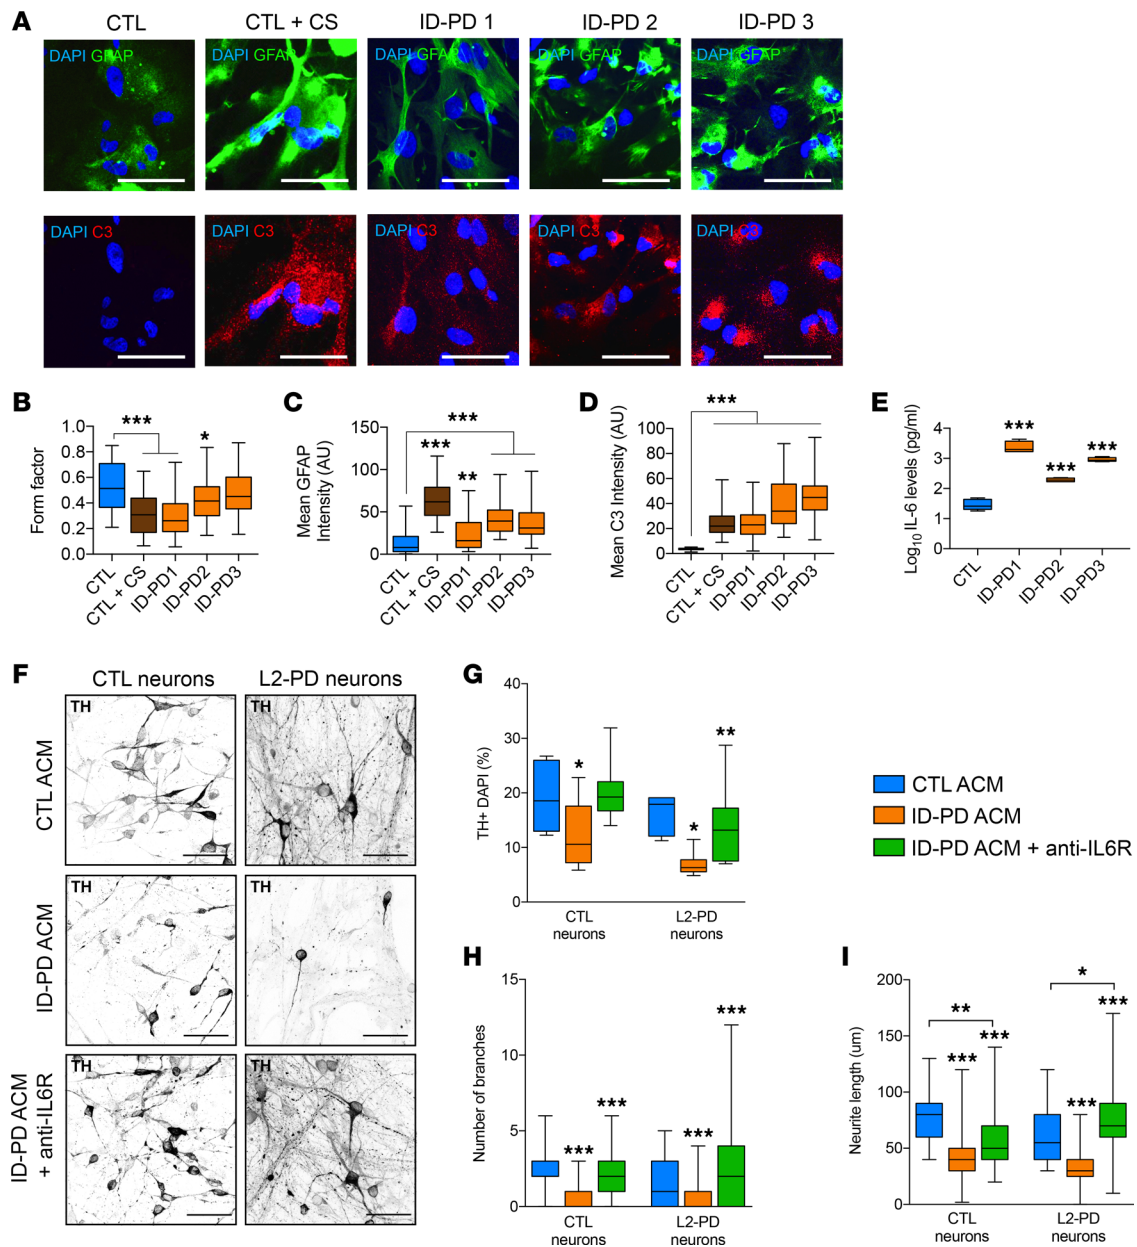 A
CTL
CTL + CS
ID-PD 1
ID-PD 2
ID-PD 3
DAPI GFAP
DAPI GFAP
DAPI GFAP
DAPI GFAP
DAPI GFAP
DAPI C3
DAPI C3
DAPI C3
DAPI C3
DAPI C3
B
Form factor
1.0
0.8
0.6
0.4
0.2
0.0
***
*
CTL
CTL + CS
ID-PD1
ID-PD2
ID-PD3
C
Mean GFAP
Intensity (AU)
150
100
50
0
***
***
**
CTL
CTL + CS
ID-PD1
ID-PD2
ID-PD3
D
Mean C3 Intensity (AU)
100
80
60
40
20
0
***
CTL
CTL + CS
ID-PD1
ID-PD2
ID-PD3
E
Log10 IL-6 levels (pg/ml)
4
3
2
1
0
***
***
***
CTL
ID-PD1
ID-PD2
ID-PD3
F
CTL neurons
L2-PD neurons
CTL ACM
TH
TH
ID-PD ACM
TH
TH
ID-PD ACM
+ anti-IL6R
TH
TH
G
TH+ DAPI (%)
40
30
20
10
0
*
*
**
CTL
neurons
L2-PD
neurons
CTL ACM
ID-PD ACM
ID-PD ACM + anti-IL6R
H
Number of branches
15
10
5
0
***
***
***
***
CTL
neurons
L2-PD
neurons
I
Neurite length (um)
200
150
100
50
0
**
***
***
*
***
***
CTL
neurons
L2-PD
neurons